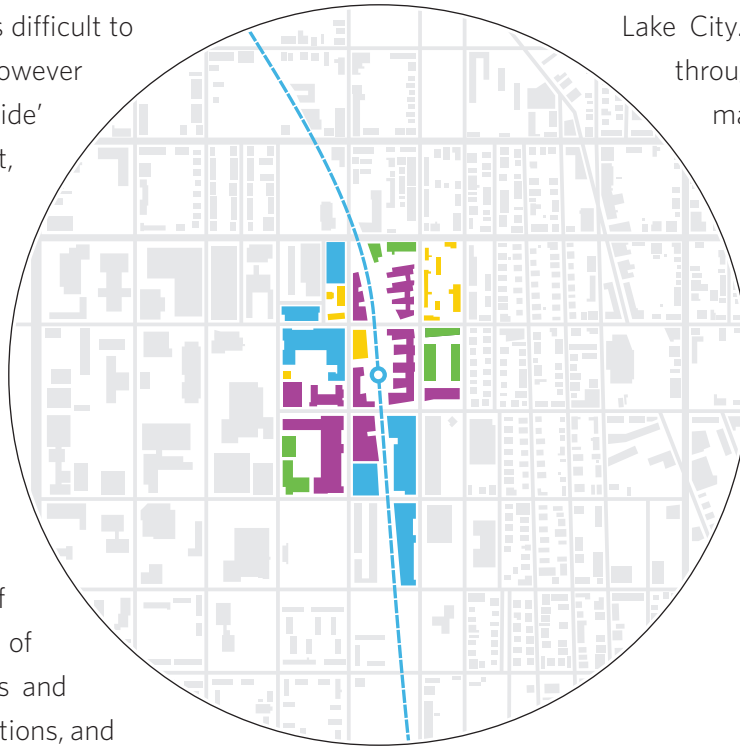 s difficult to
owever
ide’
t,
f
of
s and
tions, and
Lake City.
throu
ma